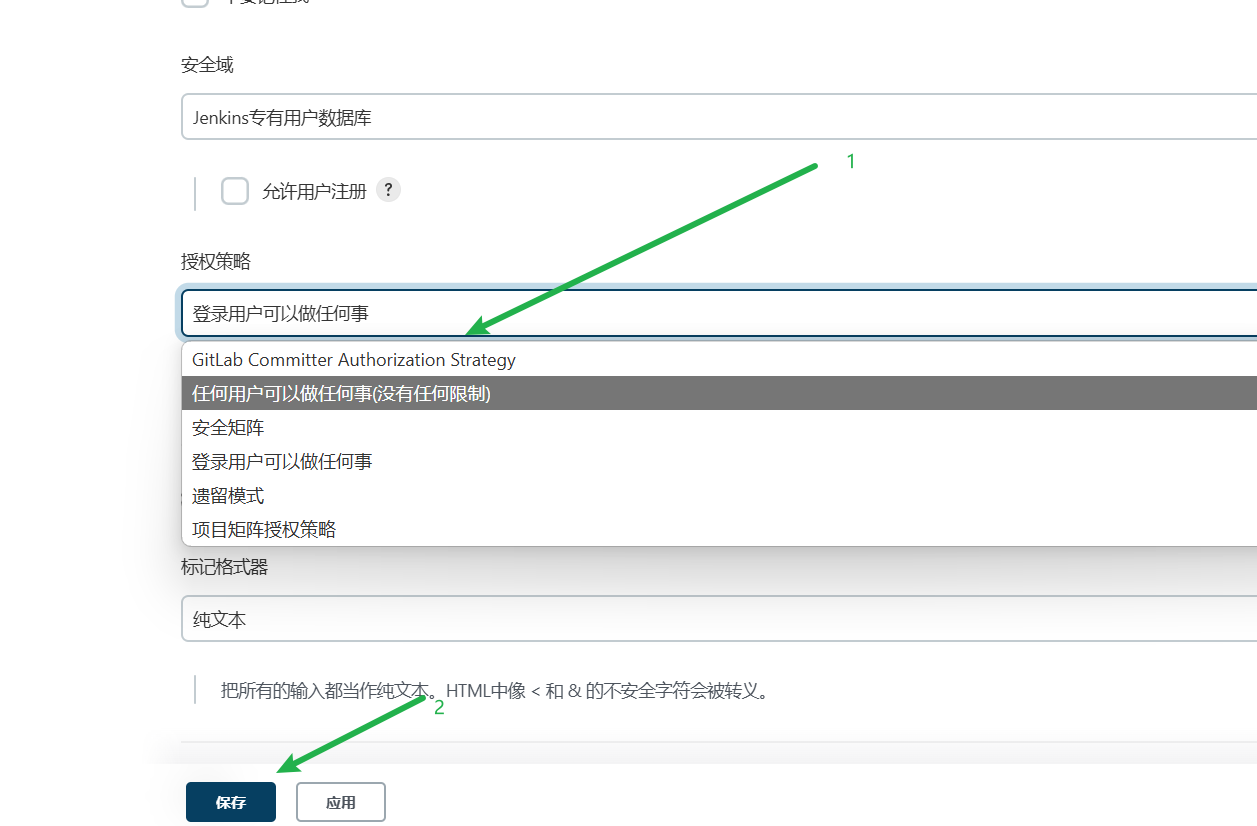 安全域
Jenkins专有用户数据库
1
允许用户注册 ?
授权策略
登录用户可以做任何事
GitLab Committer Authorization Strategy
任何用户可以做任何事(没有任何限制)
安全矩阵
登录用户可以做任何事
遗留模式
项目矩阵授权策略
标记格式器
纯文本
把所有的输入都当作纯文本。HTML中像 < 和 & 的不安全字符会被转义。
2
保存 应用